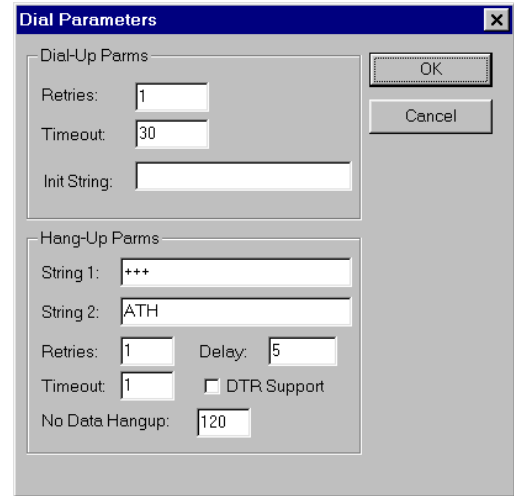 Dial Parameters
Dial-Up Parms
OK
Retries: 1
Cancel
Timeout: 30
Init String:
Hang-Up Parms
String 1: +++
String 2: ATH
Retries: 1 Delay: 5
Timeout: 1 DTR Support
No Data Hangup: 120